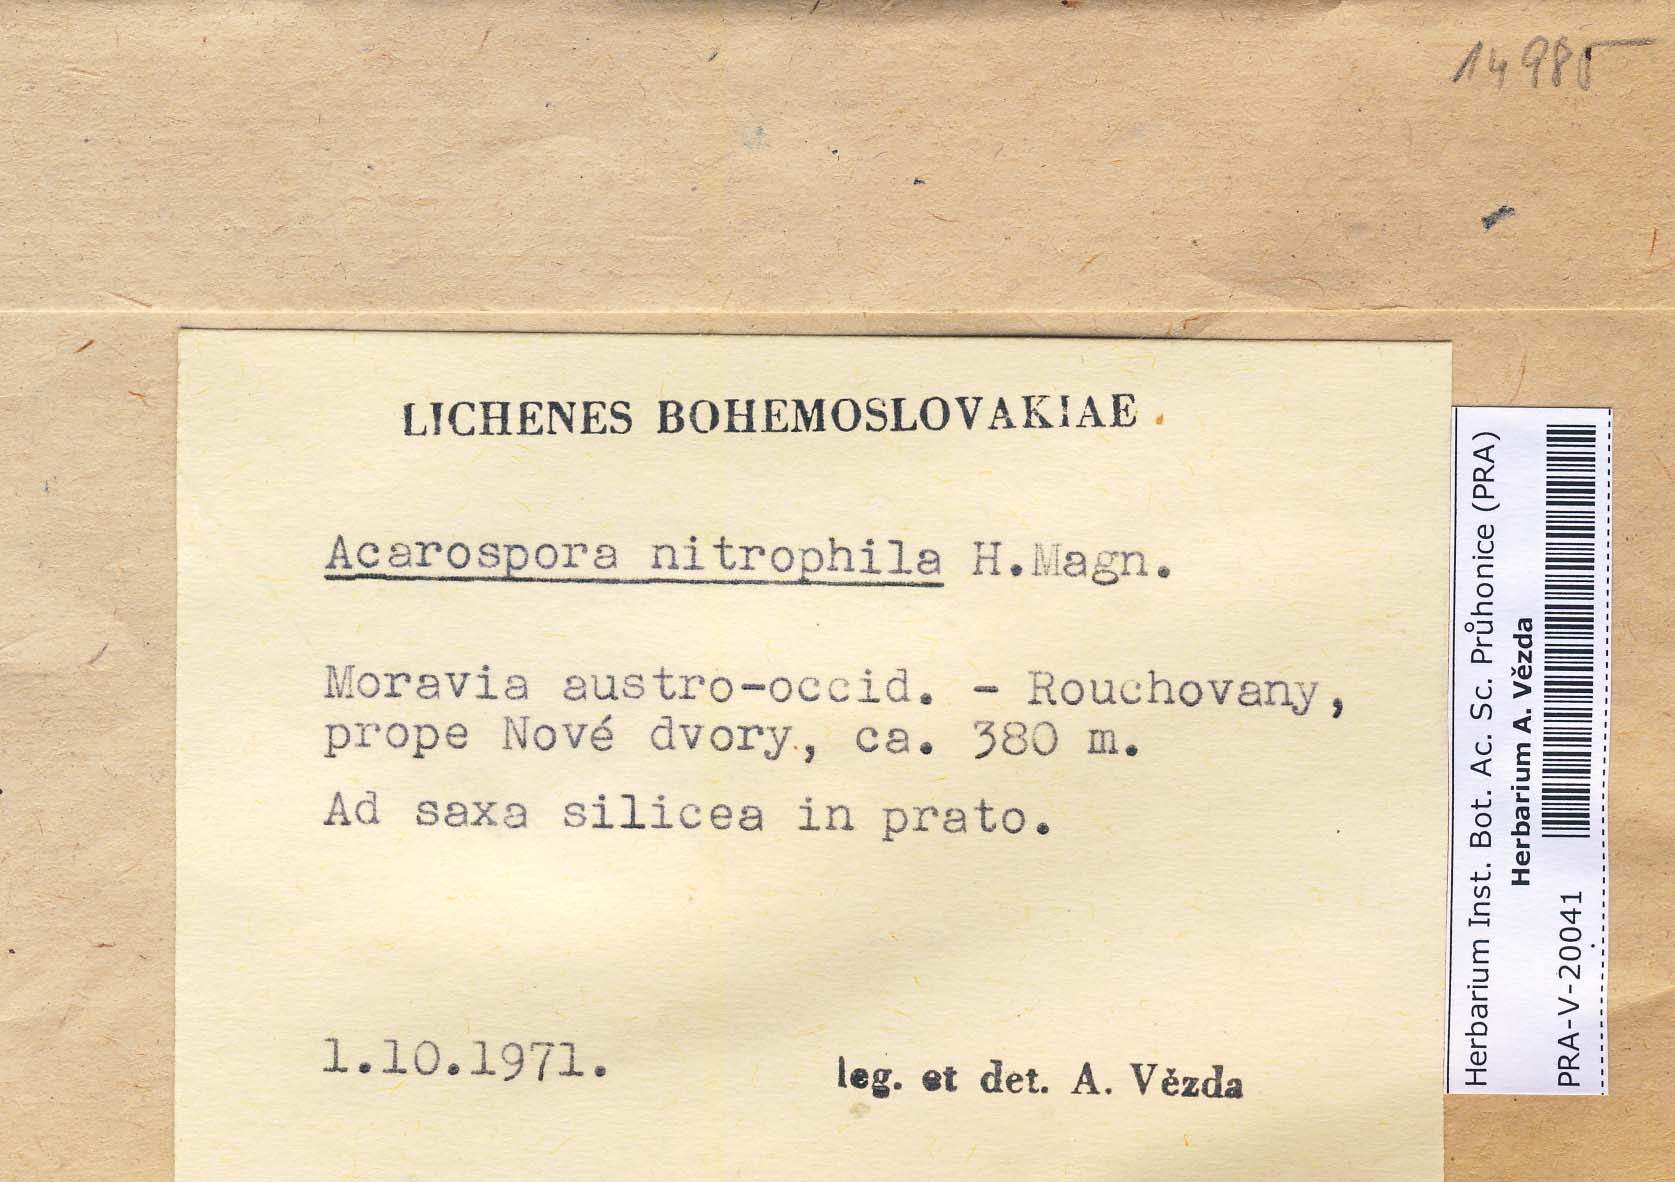 14985
LICHENES BOHEMOSLOVAKIAE
Acarospora nitrophila H.Magn.
Moravia austro-occid. - Rouchovany,
prope Nové dvory, ca. 380 m.
Ad saxa silicea in prato.
1.10.1971.
leg. et det. A. Vězda
Herbarium Inst. Bot. Ac. Sc. Průhonice (PRA)
Herbarium A. Vězda
PRA-V-20041